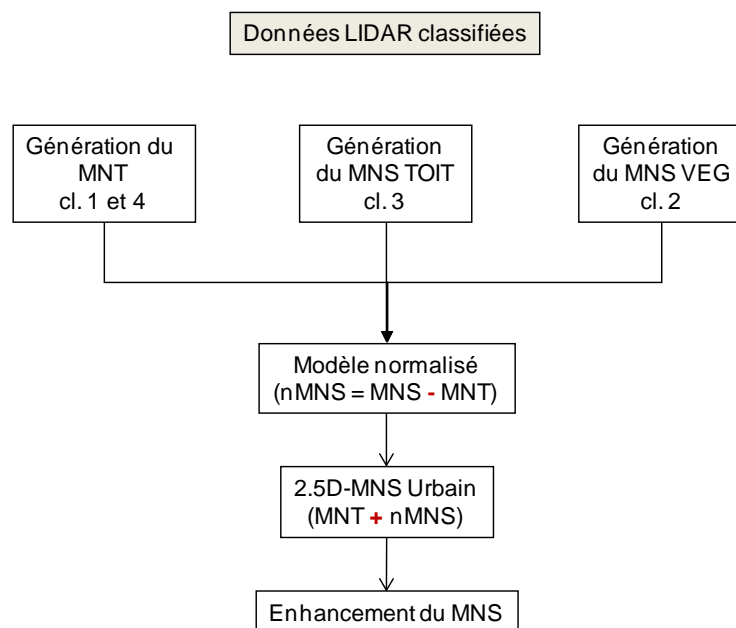 Données LIDAR classifiées
Génération du
MNT
cl. 1 et 4
Génération
du MNS TOIT
cl. 3
Génération
du MNS VEG
cl. 2
Modèle normalisé
(nMNS = MNS - MNT)
2.5D-MNS Urbain
(MNT + nMNS)
Enhancement du MNS